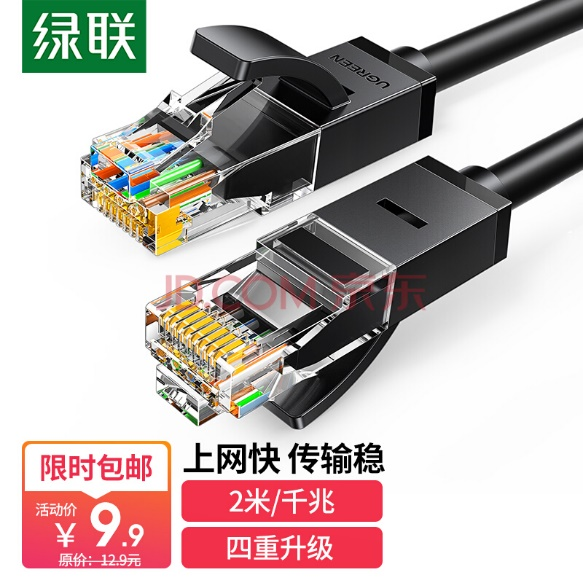 绿联
UGREEN
JD.COM 京东
上网快 传输稳
2米/千兆
四重升级
限时包邮
活动价
￥9.9
原价：12.9元